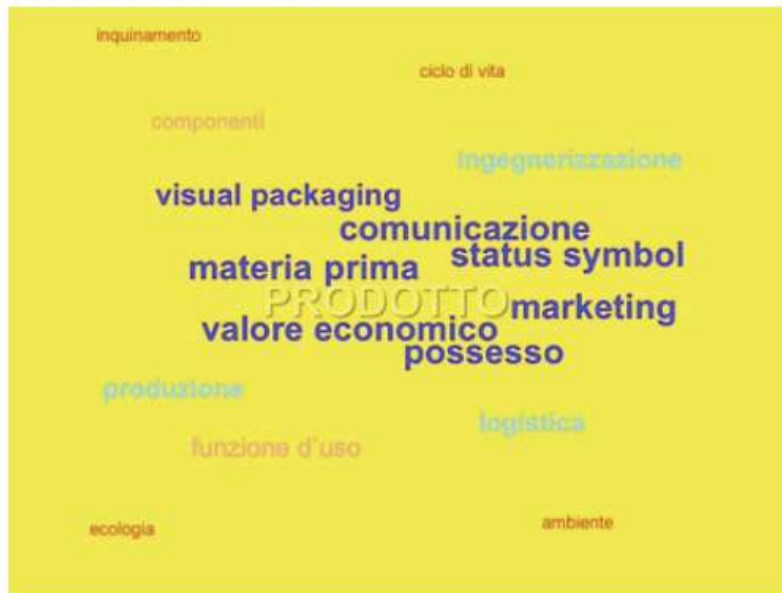 inquinamento
ciclo di vita
componenti
ingegnerizzazione
visual packaging
comunicazione
status symbol
materia prima
PRODOTTO
marketing
valore economico
possesso
produzione
logistica
funzione d'uso
ambiente
ecologia